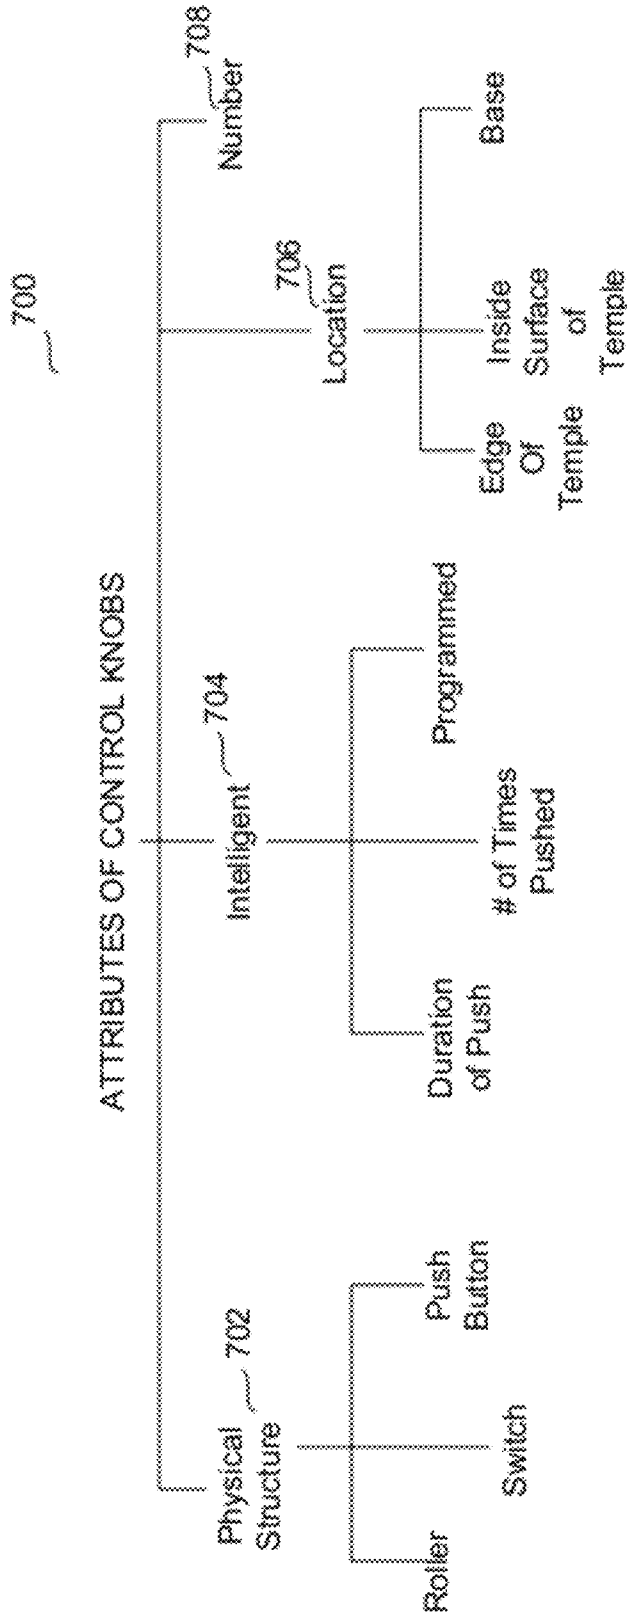 700
ATTRIBUTES OF CONTROL KNOBS
Physical
Structure
702
Intelligent
704
Location
706
Number
708
Roller
Switch
Push
Button
Duration
of Push
# of Times
Pushed
Programmed
Edge
Of
Temple
Inside
Surface
of
Temple
Base